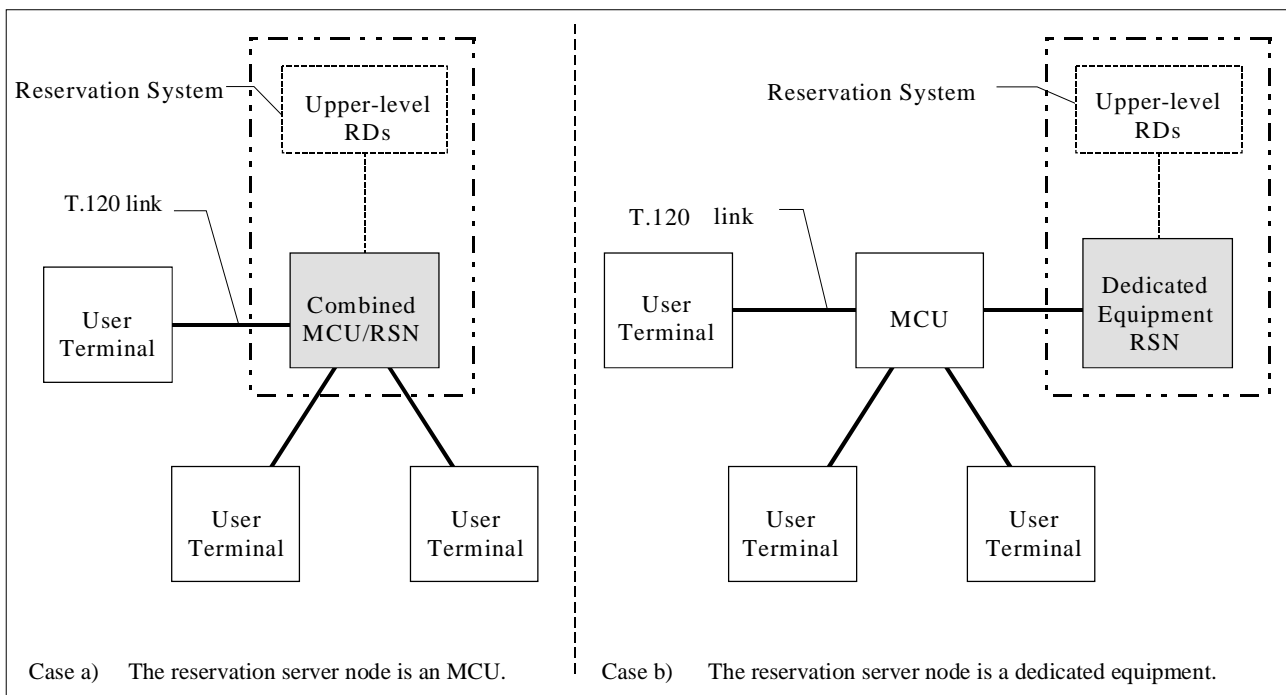 Reservation System
Upper-level
RDs
T.120 link
User
Terminal
Combined
MCU/RSN
User
Terminal
User
Terminal
Case a) The reservation server node is an MCU.
Reservation System
Upper-level
RDs
T.120 link
User
Terminal
MCU
Dedicated
Equipment
RSN
User
Terminal
User
Terminal
Case b) The reservation server node is a dedicated equipment.